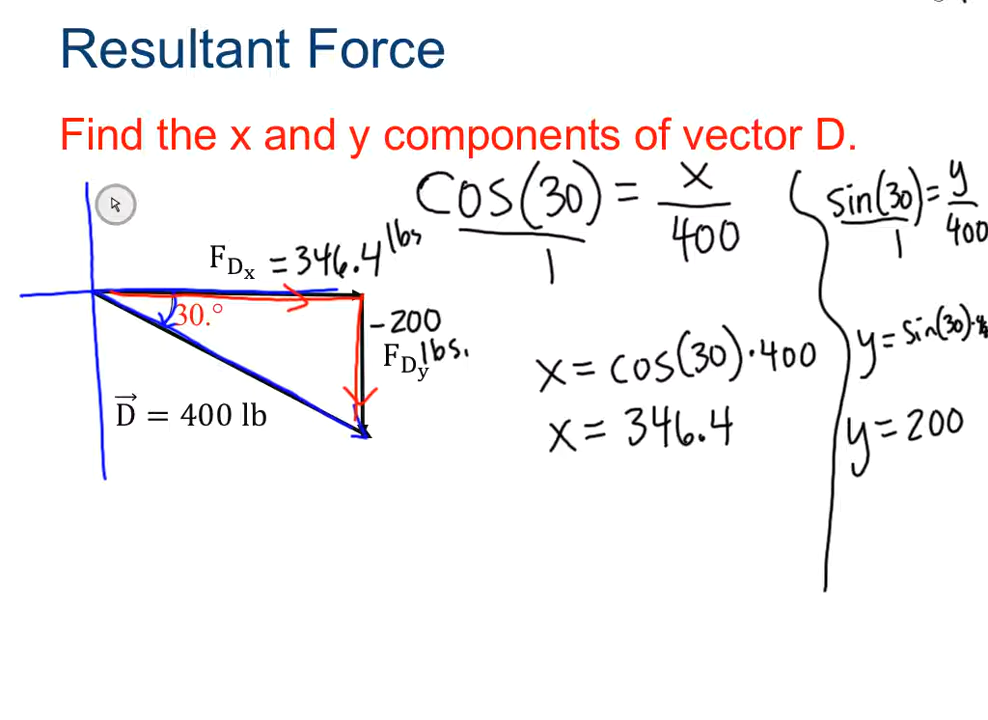 Resultant Force
Find the x and y components of vector D.
cos(30) = x
1 400
sin(30) = y
1 400
F_Dx = 346.4 lbs
30.°
-200
F_Dy lbs.
D⃗ = 400 lb
x = cos(30)·400
x = 346.4
y = sin(30)·
y = 200